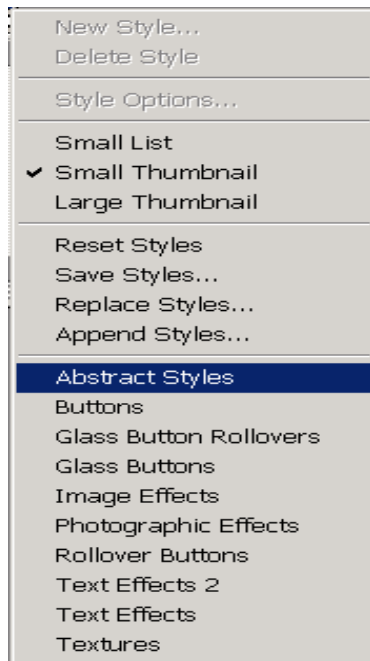 New Style...
Delete Style
Style Options...
Small List
Small Thumbnail
Large Thumbnail
Reset Styles
Save Styles...
Replace Styles...
Append Styles...
Abstract Styles
Buttons
Glass Button Rollovers
Glass Buttons
Image Effects
Photographic Effects
Rollover Buttons
Text Effects 2
Text Effects
Textures